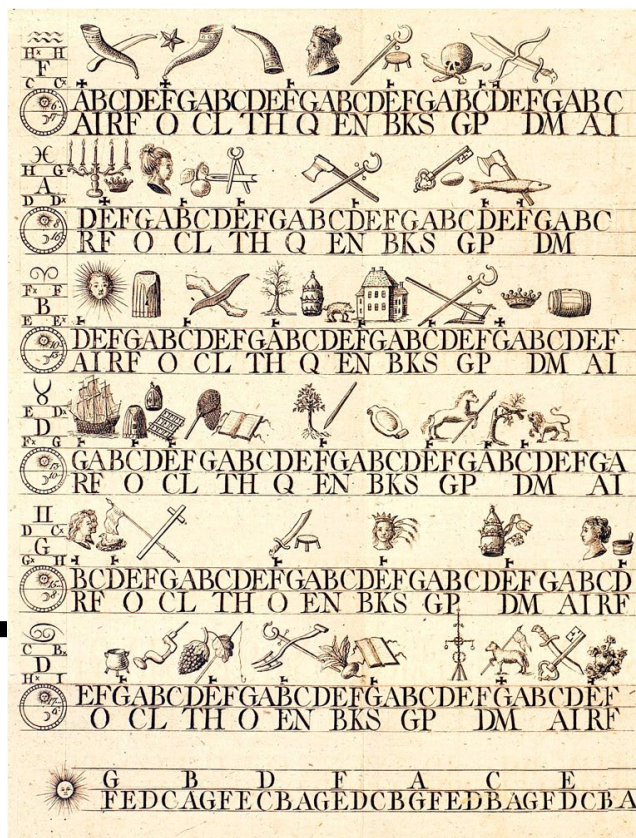 H× H
F
C C×
ABCDEFGABCDEFGABCDEFGABCDEFGABC
AIRF O CL TH Q EN BKS GP DM AI
H G
A
D D×
DEFGABCDEFGABCDEFGABCDEFGABC
RF O CL TH Q EN BKS GP DM
F× F
B
E E×
DEFGABCDEFGABCDEFGABCDEFGABCDEF
AIRF O CL TH Q EN BKS GP DM AI
E D×
D
F× G
GABCDEFGABCDEFGABCDEFGABCDEFGA
RF O CL TH Q EN BKS GP DM AI
D C×
G
G× H
BCDEFGABCDEFGABCDEFGABCDEFGABCD
RF O CL TH O EN BKS GP DM AIRF
C B
D
H× I
EFGABCDEFGABCDEFGABCDEFGABCDEF
O CL TH O EN BKS GP DM AIRF
G B D F A C E
FEDCAGFECBAGEDCBGFEDBAGFDCBA